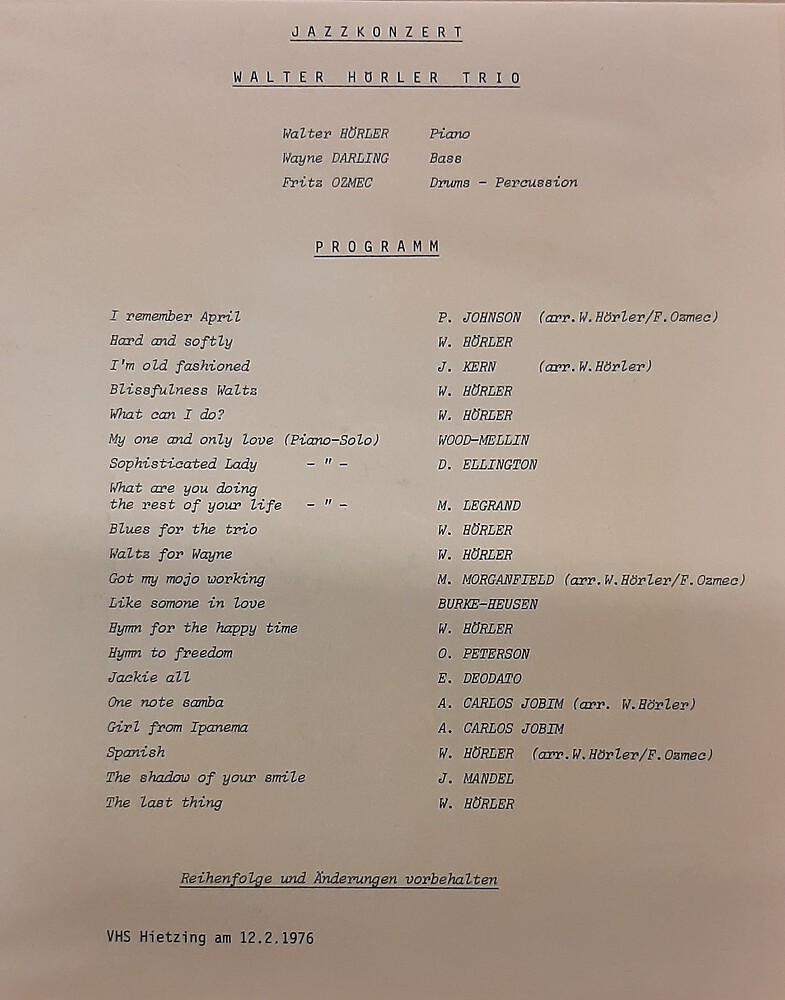 JAZZKONZERT
WALTER HÖRLER TRIO
Walter HÖRLER Piano
Wayne DARLING Bass
Fritz OZMEC Drums - Percussion
PROGRAMM
I remember April P. JOHNSON (arr.W.Hörler/F.Ozmec)
Hard and softly W. HÖRLER
I'm old fashioned J. KERN (arr.W.Hörler)
Blissfulness Waltz W. HÖRLER
What can I do? W. HÖRLER
My one and only love (Piano-Solo) WOOD-MELLIN
Sophisticated Lady - " - D. ELLINGTON
What are you doing
the rest of your life - " - M. LEGRAND
Blues for the trio W. HÖRLER
Waltz for Wayne W. HÖRLER
Got my mojo working M. MORGANFIELD (arr.W.Hörler/F.Ozmec)
Like somone in love BURKE-HEUSEN
Hymn for the happy time W. HÖRLER
Hymn to freedom O. PETERSON
Jackie all E. DEODATO
One note samba A. CARLOS JOBIM (arr. W.Hörler)
Girl from Ipanema A. CARLOS JOBIM
Spanish W. HÖRLER (arr.W.Hörler/F.Ozmec)
The shadow of your smile J. MANDEL
The last thing W. HÖRLER
Reihenfolge und Änderungen vorbehalten
VHS Hietzing am 12.2.1976